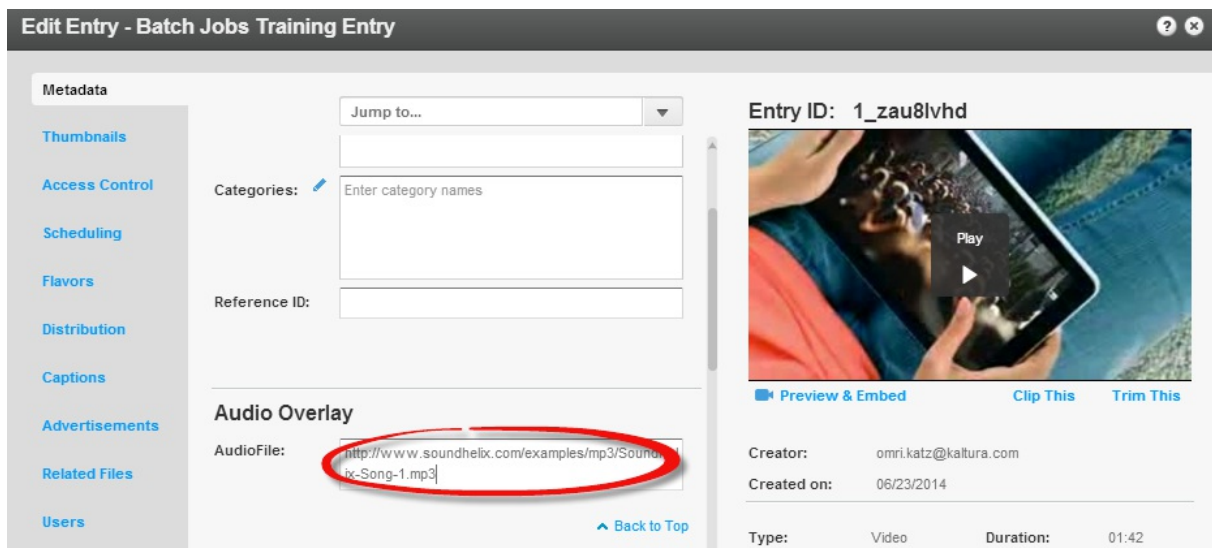 Edit Entry - Batch Jobs Training Entry
Metadata
Thumbnails
Access Control
Scheduling
Flavors
Distribution
Captions
Advertisements
Related Files
Users
Jump to...
Categories:
Enter category names
Reference ID:
Audio Overlay
AudioFile:
http://www.soundhelix.com/examples/mp3/
ix-Song-1.mp3
Back to Top
Entry ID: 1_zau8lvhd
Play
Preview & Embed
Clip This
Trim This
Creator: omri.katz@kaltura.com
Created on: 06/23/2014
Type: Video Duration: 01:42